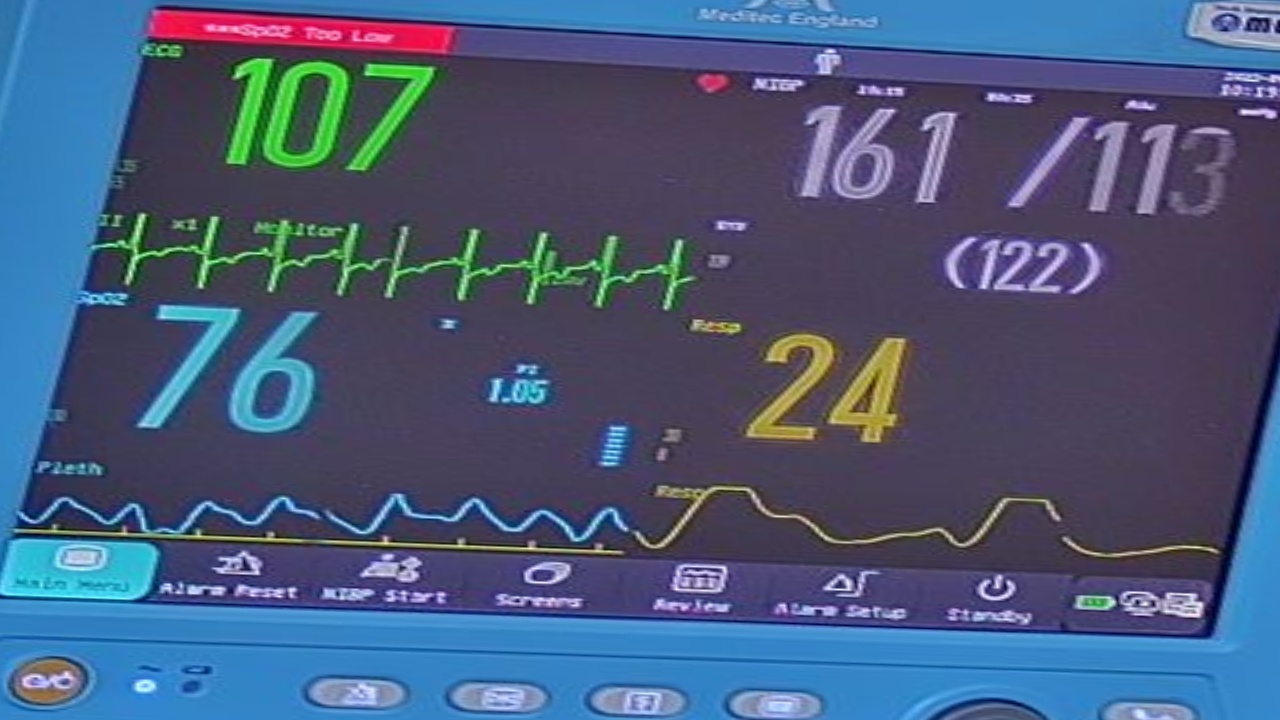 Meditec England
***SpO2 Too Low
ECG
107
NIBP
161 /113
(122)
II X1 Monitor
SpO2
76
PI
1.05
Resp
24
Pleth
Resp
Main Menu
Alarm Reset
NIBP Start
Screens
Review
Alarm Setup
Standby